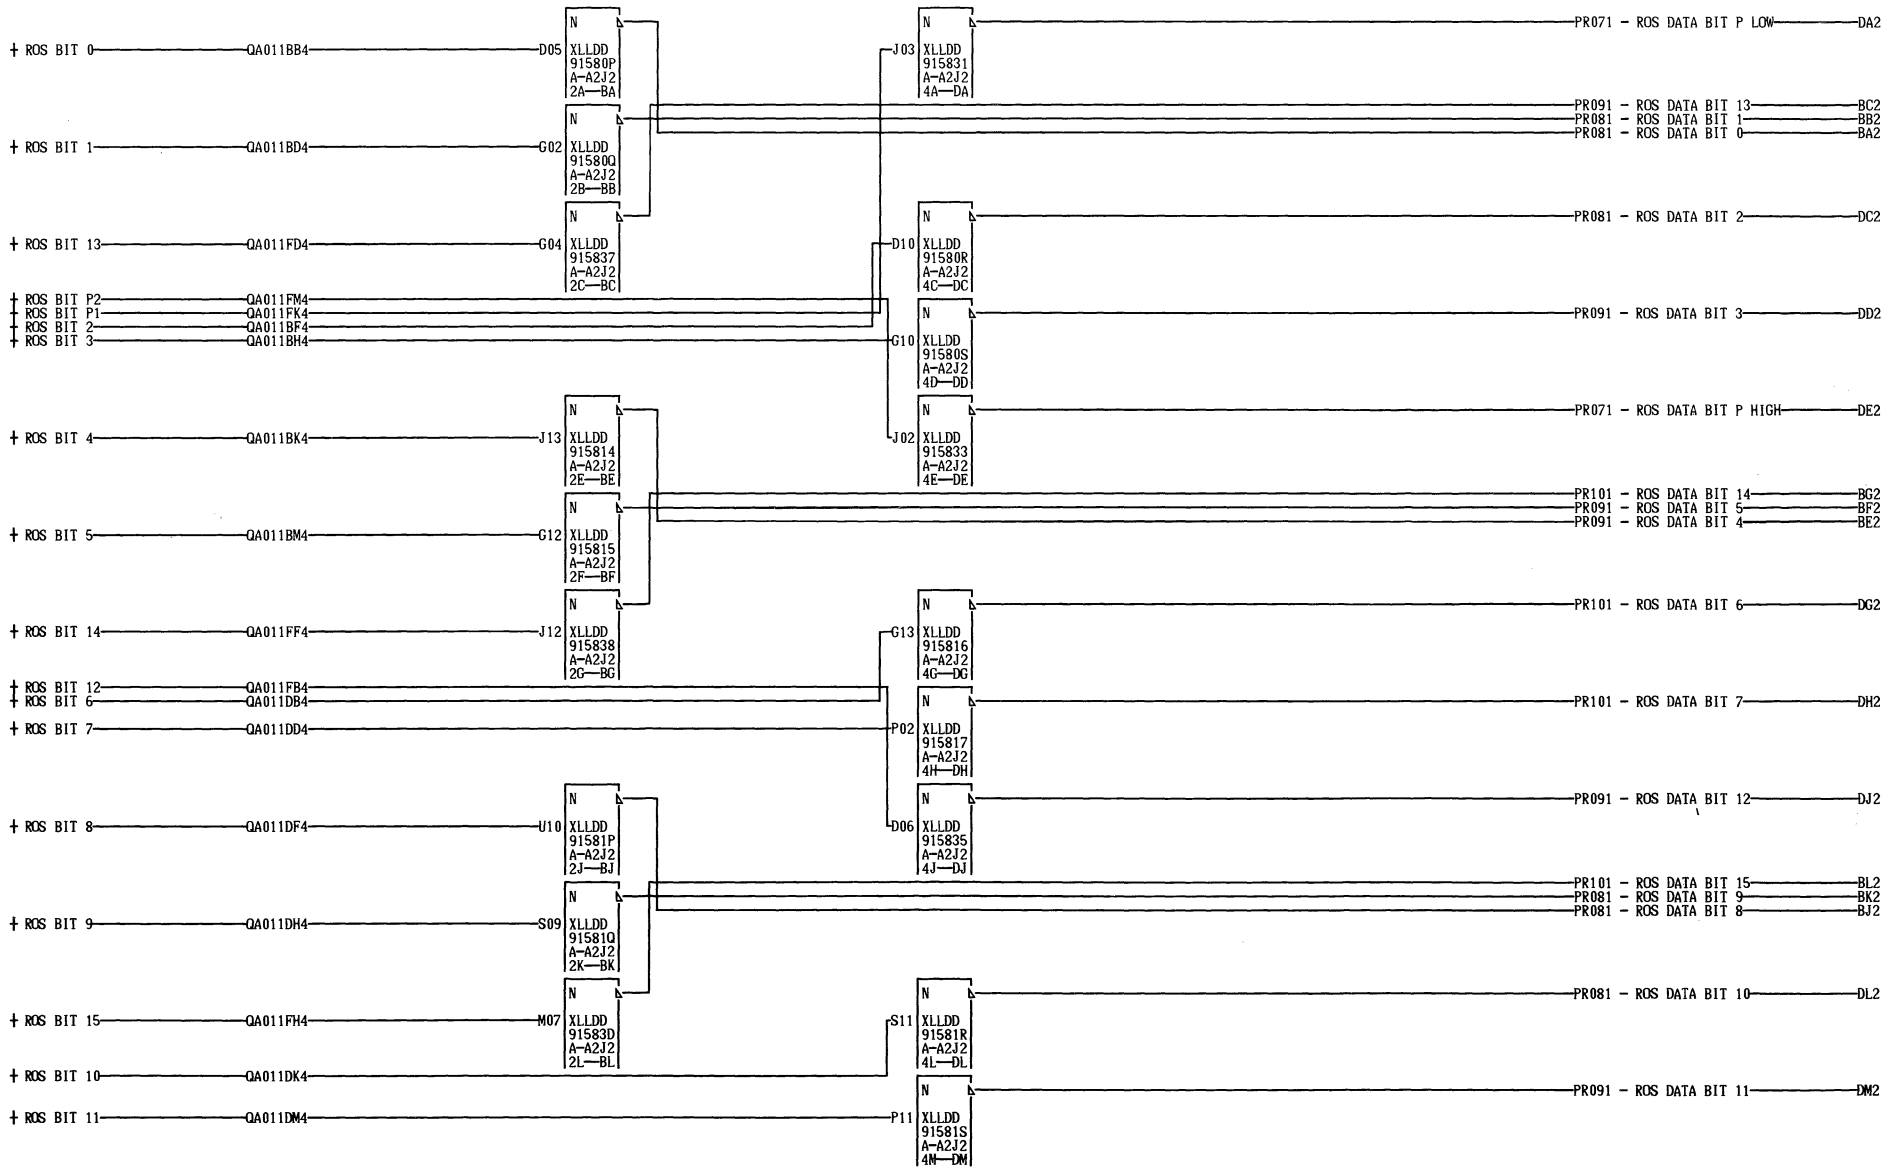 N N PR071 - ROS DATA BIT P LOW DA2
+ ROS BIT 0 QA011BB4 D05 XLLDD J03 XLLDD
91580P 915831
A-A2J2 A-A2J2
2A-BA 4A-DA
PR091 - ROS DATA BIT 13 BC2
N PR081 - ROS DATA BIT 1 BB2
PR081 - ROS DATA BIT 0 BA2
+ ROS BIT 1 QA011BD4 G02 XLLDD
91580Q
A-A2J2
2B-BB
N N PR081 - ROS DATA BIT 2 DC2
+ ROS BIT 13 QA011FD4 G04 XLLDD D10 XLLDD
915837 91580R
A-A2J2 A-A2J2
2C-BC 4C-DC
+ ROS BIT P2 QA011FM4
+ ROS BIT P1 QA011FK4 N PR091 - ROS DATA BIT 3 DD2
+ ROS BIT 2 QA011BF4
+ ROS BIT 3 QA011BH4 G10 XLLDD
91580S
A-A2J2
4D-DD
N N PR071 - ROS DATA BIT P HIGH DE2
+ ROS BIT 4 QA011BK4 J13 XLLDD J02 XLLDD
915814 915833
A-A2J2 A-A2J2
2E-BE 4E-DE
PR101 - ROS DATA BIT 14 BG2
N PR091 - ROS DATA BIT 5 BF2
PR091 - ROS DATA BIT 4 BE2
+ ROS BIT 5 QA011BM4 G12 XLLDD
915815
A-A2J2
2F-BF
N N PR101 - ROS DATA BIT 6 DG2
+ ROS BIT 14 QA011FF4 J12 XLLDD G13 XLLDD
915838 915816
A-A2J2 A-A2J2
2G-BG 4G-DG
+ ROS BIT 12 QA011FB4
+ ROS BIT 6 QA011DB4 N PR101 - ROS DATA BIT 7 DH2
+ ROS BIT 7 QA011DD4 P02 XLLDD
915817
A-A2J2
4H-DH
N N PR091 - ROS DATA BIT 12 DJ2
+ ROS BIT 8 QA011DF4 U10 XLLDD D06 XLLDD
91581P 915835
A-A2J2 A-A2J2
2J-BJ 4J-DJ
PR101 - ROS DATA BIT 15 BL2
N PR081 - ROS DATA BIT 9 BK2
PR081 - ROS DATA BIT 8 BJ2
+ ROS BIT 9 QA011DH4 S09 XLLDD
91581Q
A-A2J2
2K-BK
N N PR081 - ROS DATA BIT 10 DL2
+ ROS BIT 15 QA011FH4 M07 XLLDD S11 XLLDD
91583D 91581R
A-A2J2 A-A2J2
2L-BL 4L-DL
+ ROS BIT 10 QA011DK4
N PR091 - ROS DATA BIT 11 DM2
+ ROS BIT 11 QA011DM4 P11 XLLDD
91581S
A-A2J2
4M-DM